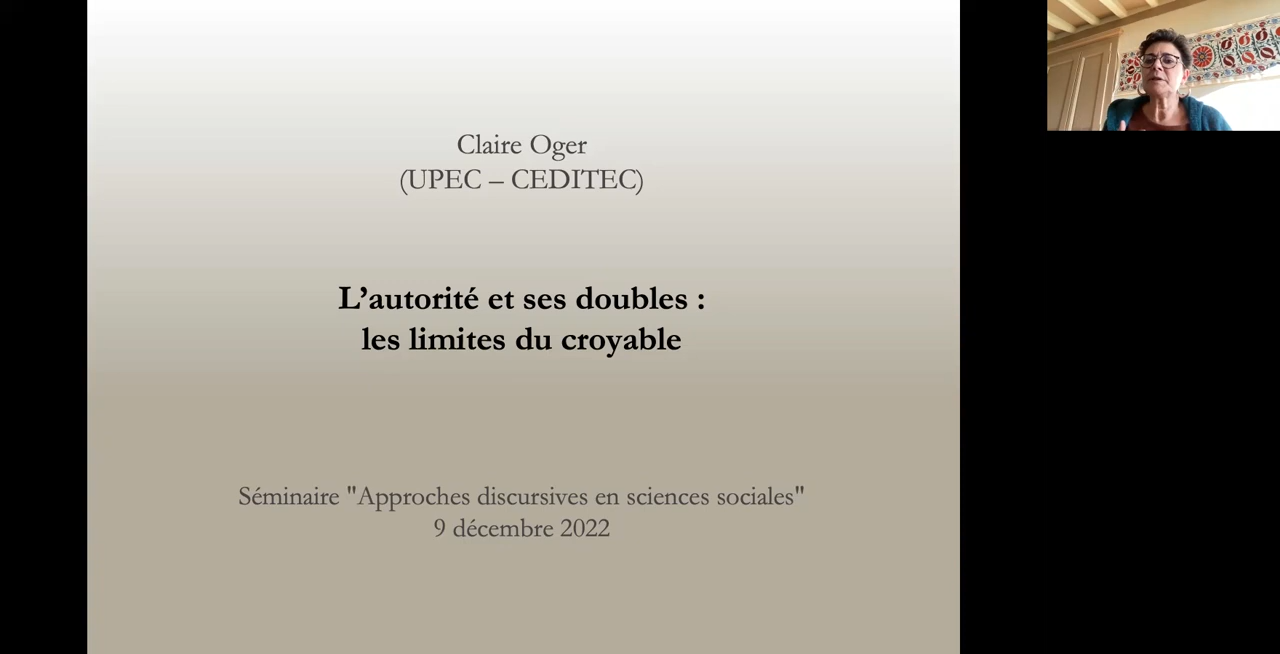 Claire Oger
(UPEC – CEDITEC)
L’autorité et ses doubles :
les limites du croyable
Séminaire "Approches discursives en sciences sociales"
9 décembre 2022